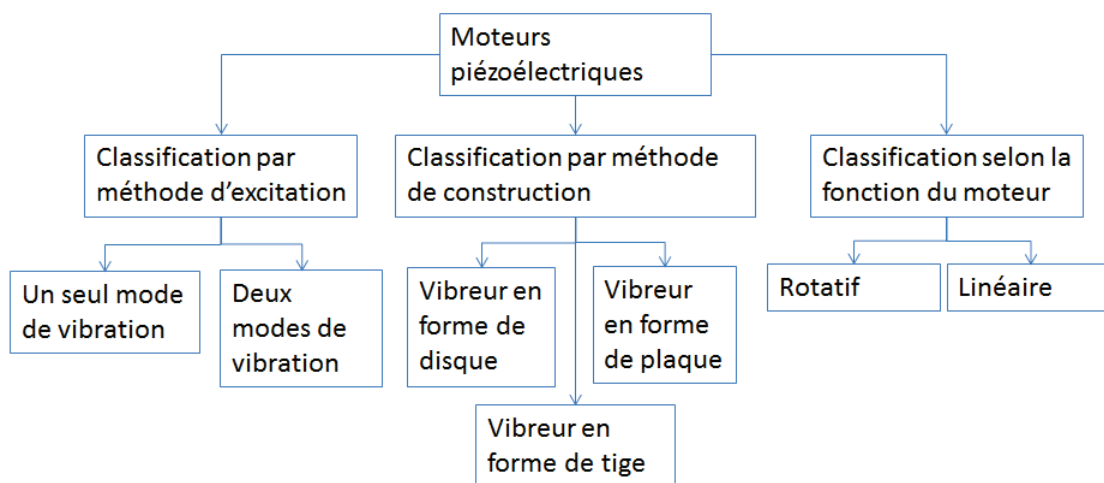 Moteurs
piézoélectriques
Classification par
méthode d'excitation
Classification par méthode
de construction
Classification selon la
fonction du moteur
Un seul mode
de vibration
Deux
modes de
vibration
Vibreur en
forme de
disque
Vibreur
en forme
de plaque
Vibreur en
forme de tige
Rotatif
Linéaire